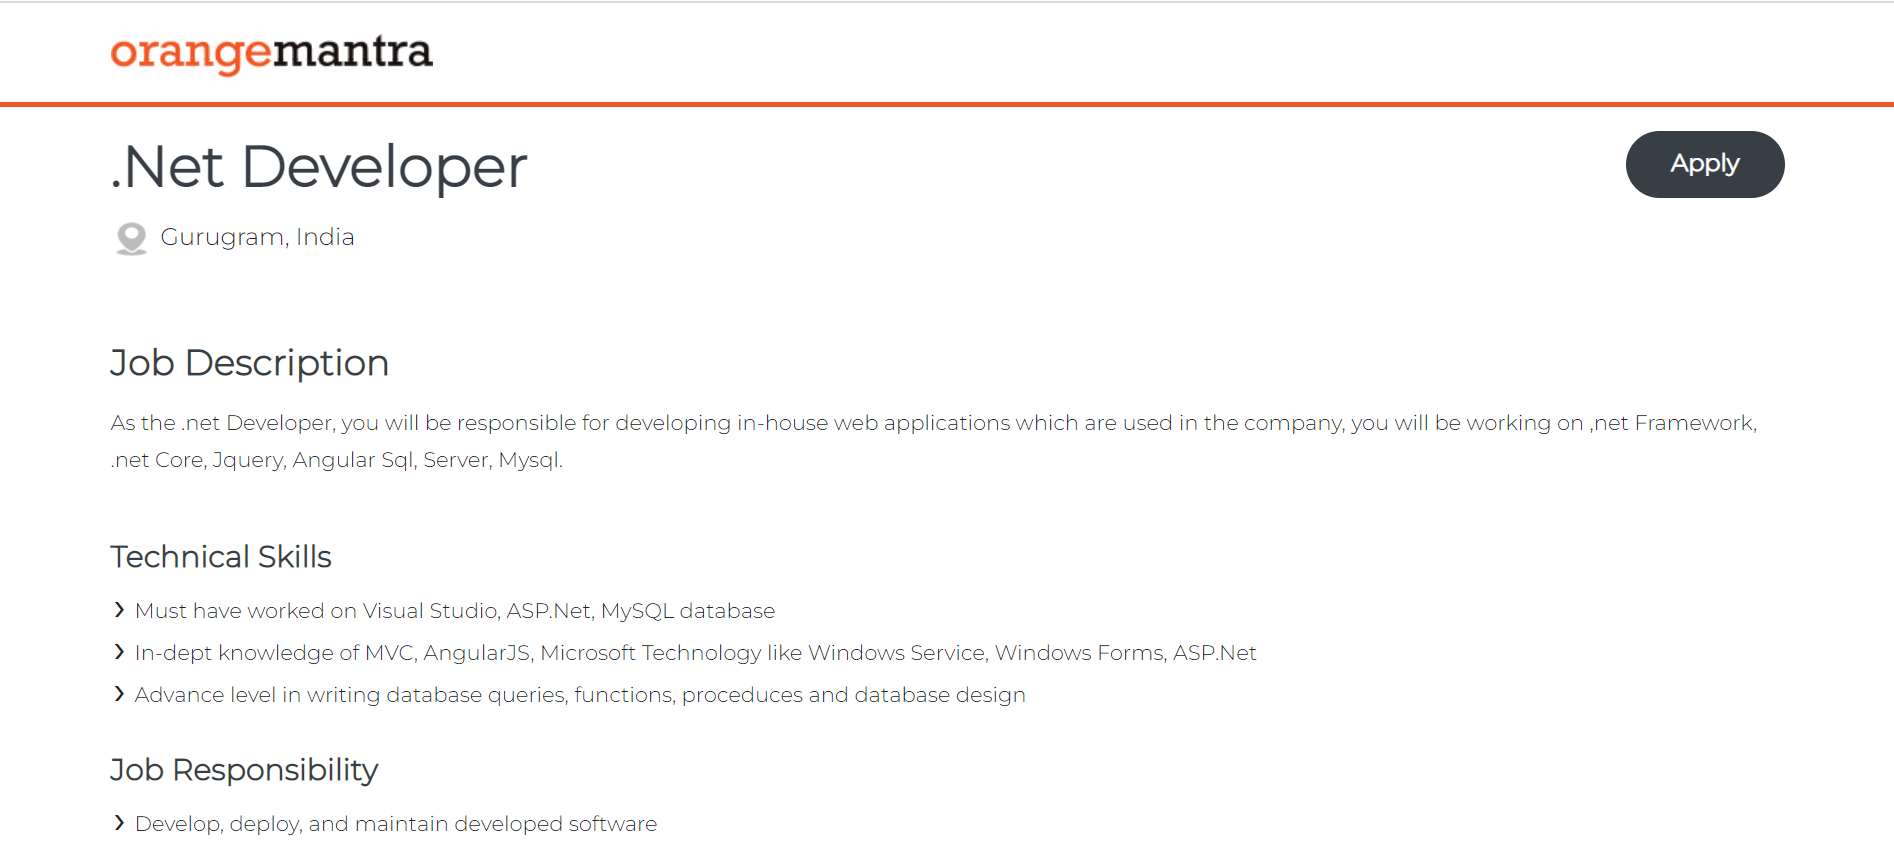 orangemantra
.Net Developer
Apply
Gurugram, India
Job Description
As the .net Developer, you will be responsible for developing in-house web applications which are used in the company, you will be working on ,net Framework,
.net Core, Jquery, Angular Sql, Server, Mysql.
Technical Skills
❯ Must have worked on Visual Studio, ASP.Net, MySQL database
❯ In-dept knowledge of MVC, AngularJS, Microsoft Technology like Windows Service, Windows Forms, ASP.Net
❯ Advance level in writing database queries, functions, proceduces and database design
Job Responsibility
❯ Develop, deploy, and maintain developed software